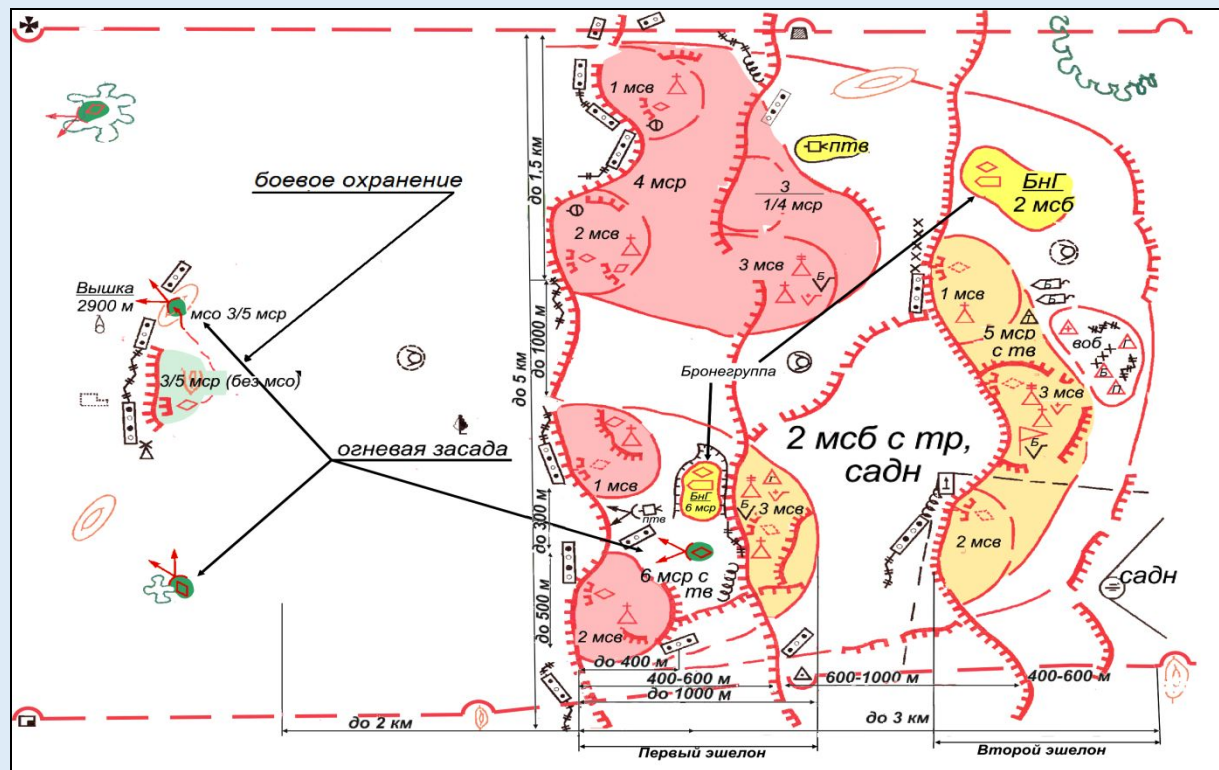 боевое охранение
Вышка
2900 м
мсо 3/5 мср
3/5 мср (без мсо)
огневая засада
до 2 км
до 1.5 км
до 1000 м
до 5 км
до 300 м
до 500 м
1 мсв
4 мср
2 мсв
3
1/4 мср
3 мсв
Б
птв
БнГ
2 мсб
Бронегруппа
1 мсв
птв
БнГ
6 мср
Г
Б
3 мсв
6 мср с
тв
2 мсв
до 400 м
400-600 м
до 1000 м
Первый эшелон
2 мсб с тр,
садн
1 мсв
Б
Б
Т
5 мср
с тв
воб
Г
Б
П
3 мсв
Б
2 мсв
садн
600-1000 м
400-600 м
до 3 км
Второй эшелон